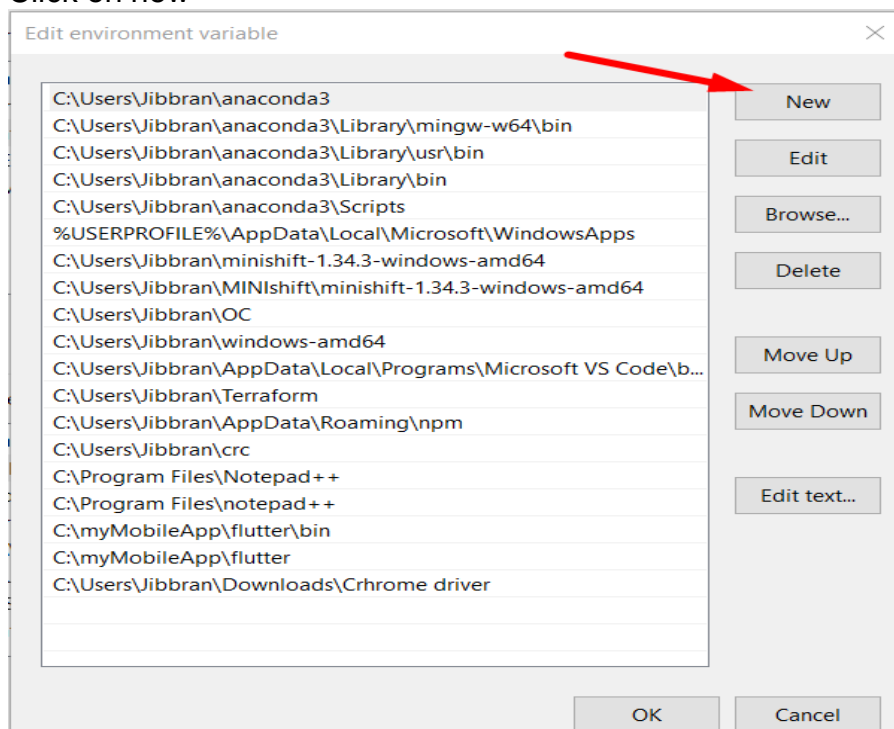 Edit environment variable
C:\Users\Jibbran\anaconda3
C:\Users\Jibbran\anaconda3\Library\mingw-w64\bin
C:\Users\Jibbran\anaconda3\Library\usr\bin
C:\Users\Jibbran\anaconda3\Library\bin
C:\Users\Jibbran\anaconda3\Scripts
%USERPROFILE%\AppData\Local\Microsoft\WindowsApps
C:\Users\Jibbran\minishift-1.34.3-windows-amd64
C:\Users\Jibbran\MINIshift\minishift-1.34.3-windows-amd64
C:\Users\Jibbran\OC
C:\Users\Jibbran\windows-amd64
C:\Users\Jibbran\AppData\Local\Programs\Microsoft VS Code\b...
C:\Users\Jibbran\Terraform
C:\Users\Jibbran\AppData\Roaming\npm
C:\Users\Jibbran\crc
C:\Program Files\Notepad++
C:\Program Files\notepad++
C:\myMobileApp\flutter\bin
C:\myMobileApp\flutter
C:\Users\Jibbran\Downloads\Crhrome driver
New
Edit
Browse...
Delete
Move Up
Move Down
Edit text...
OK
Cancel